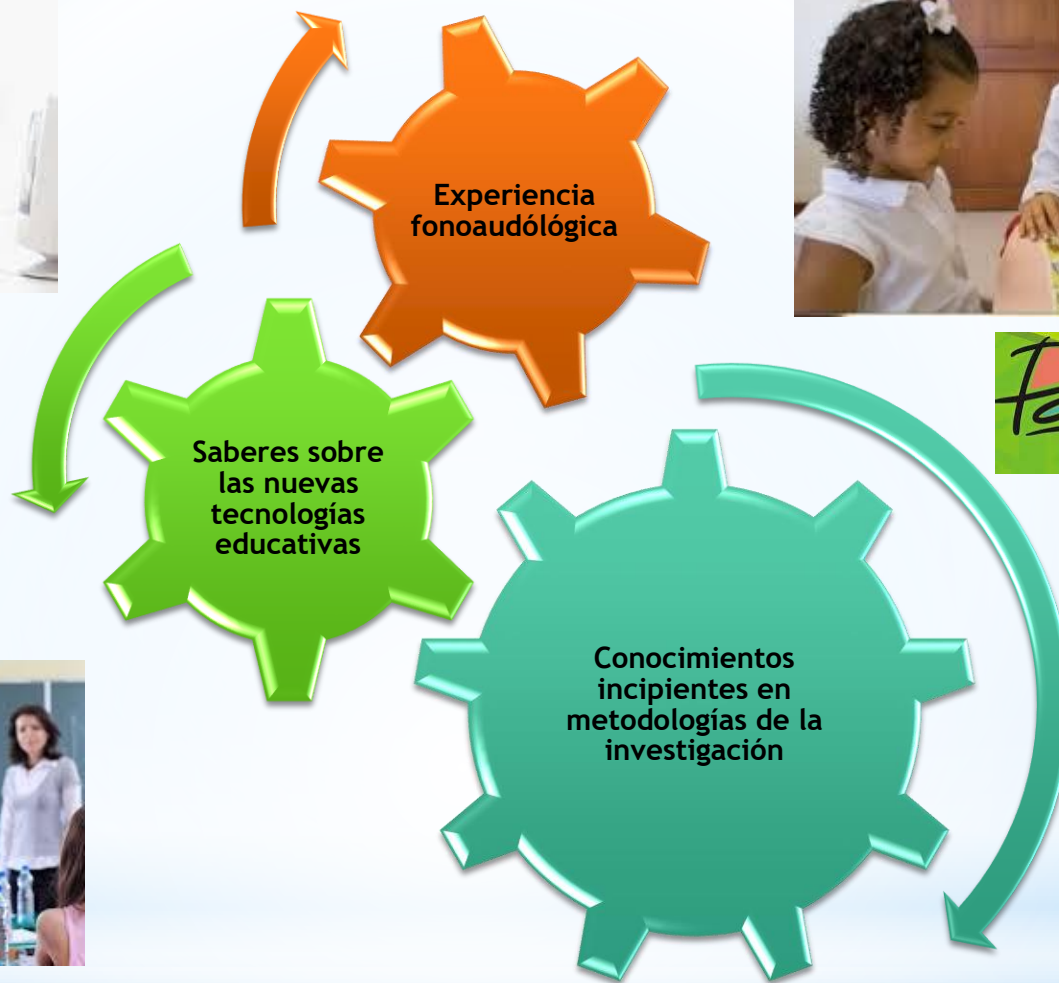 Experiencia
fonoaudólógica
Saberes sobre
las nuevas
tecnologías
educativas
Conocimientos
incipientes en
metodologías de la
investigación